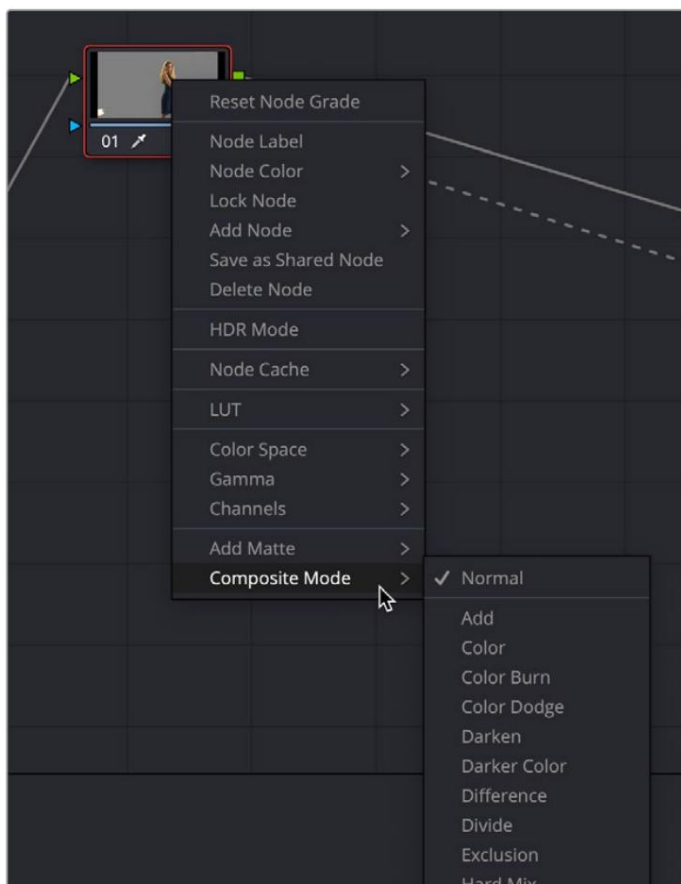 01
Reset Node Grade
Node Label
Node Color
Lock Node
Add Node
Save as Shared Node
Delete Node
HDR Mode
Node Cache
LUT
Color Space
Gamma
Channels
Add Matte
Composite Mode
Normal
Add
Color
Color Burn
Color Dodge
Darken
Darker Color
Difference
Divide
Exclusion
Hard Mix